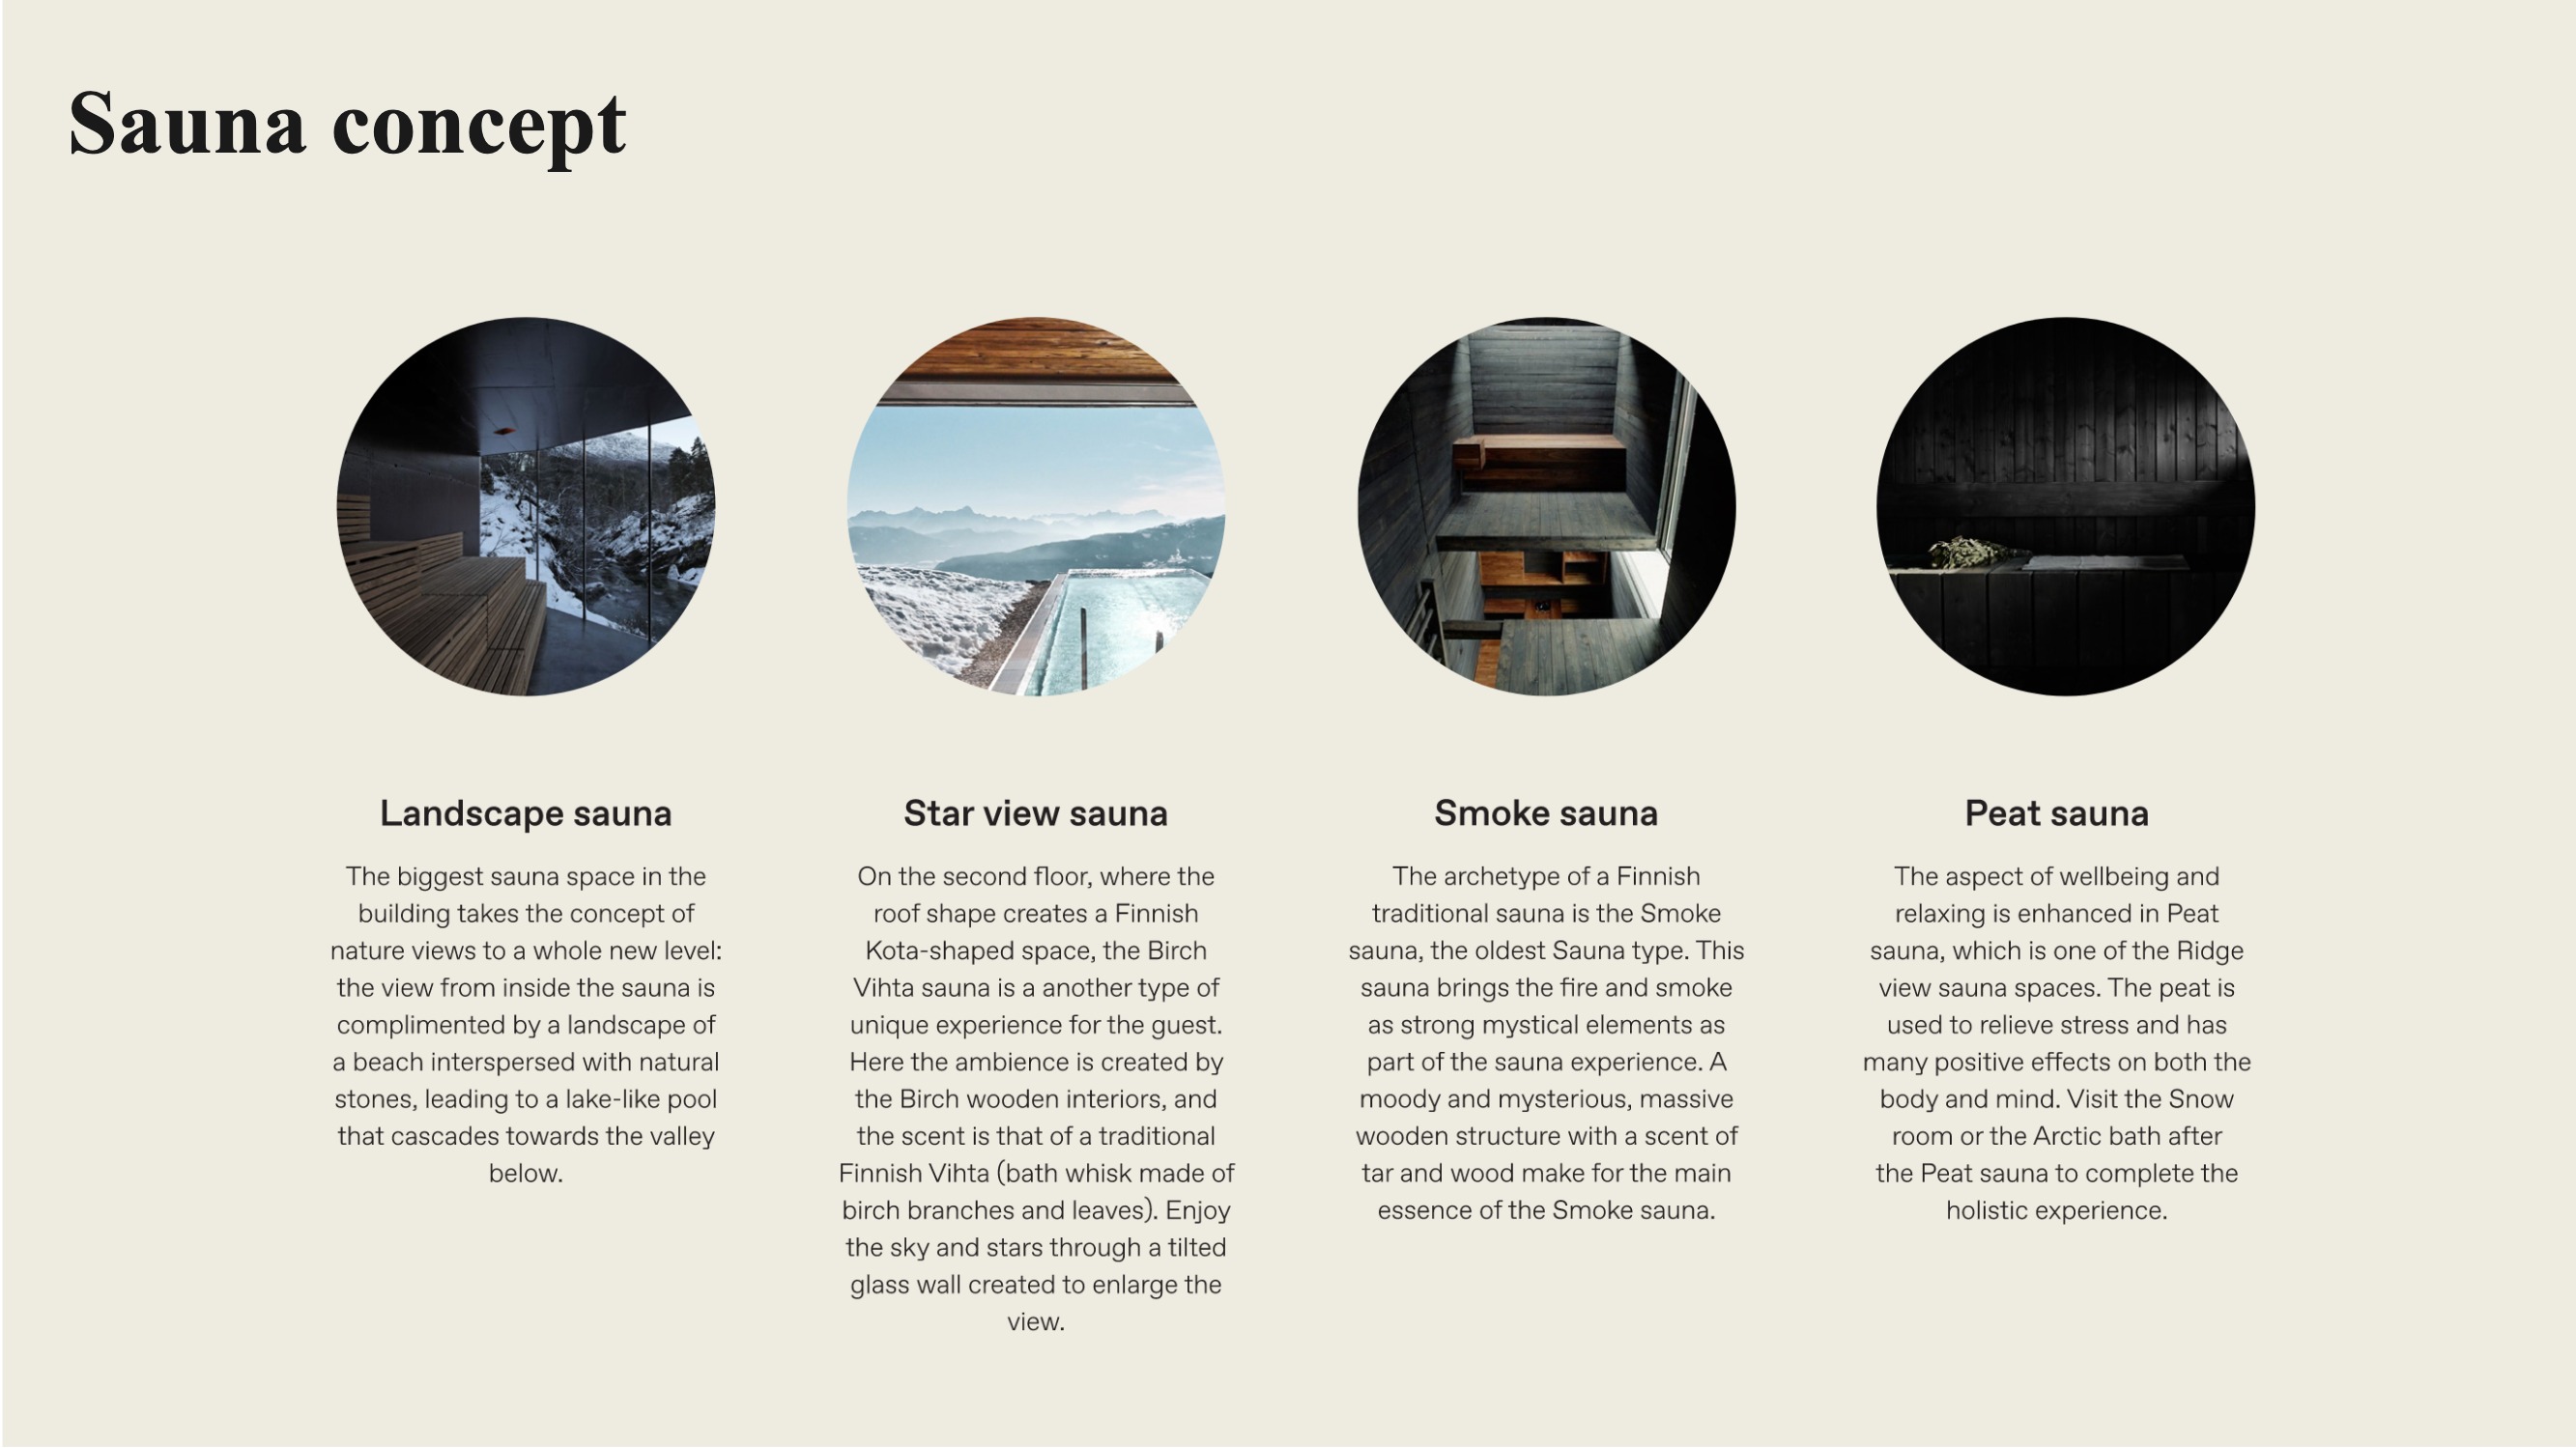 Sauna concept
Landscape sauna
The biggest sauna space in the
building takes the concept of
nature views to a whole new level:
the view from inside the sauna is
complimented by a landscape of
a beach interspersed with natural
stones, leading to a lake-like pool
that cascades towards the valley
below.
Star view sauna
On the second floor, where the
roof shape creates a Finnish
Kota-shaped space, the Birch
Vihta sauna is a another type of
unique experience for the guest.
Here the ambience is created by
the Birch wooden interiors, and
the scent is that of a traditional
Finnish Vihta (bath whisk made of
birch branches and leaves). Enjoy
the sky and stars through a tilted
glass wall created to enlarge the
view.
Smoke sauna
The archetype of a Finnish
traditional sauna is the Smoke
sauna, the oldest Sauna type. This
sauna brings the fire and smoke
as strong mystical elements as
part of the sauna experience. A
moody and mysterious, massive
wooden structure with a scent of
tar and wood make for the main
essence of the Smoke sauna.
Peat sauna
The aspect of wellbeing and
relaxing is enhanced in Peat
sauna, which is one of the Ridge
view sauna spaces. The peat is
used to relieve stress and has
many positive effects on both the
body and mind. Visit the Snow
room or the Arctic bath after
the Peat sauna to complete the
holistic experience.